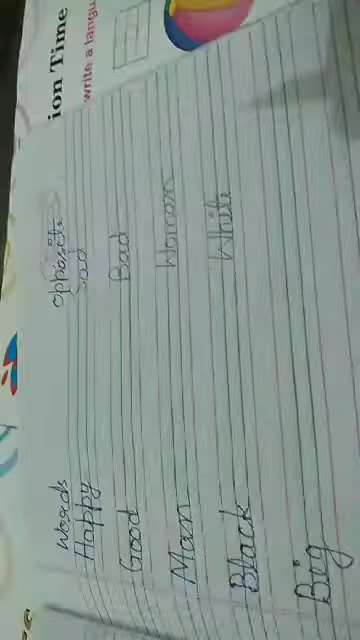 ion Time
write a langu
Words Opposite
Happy Sad
Good Bad
Man Woman
Black White
Big